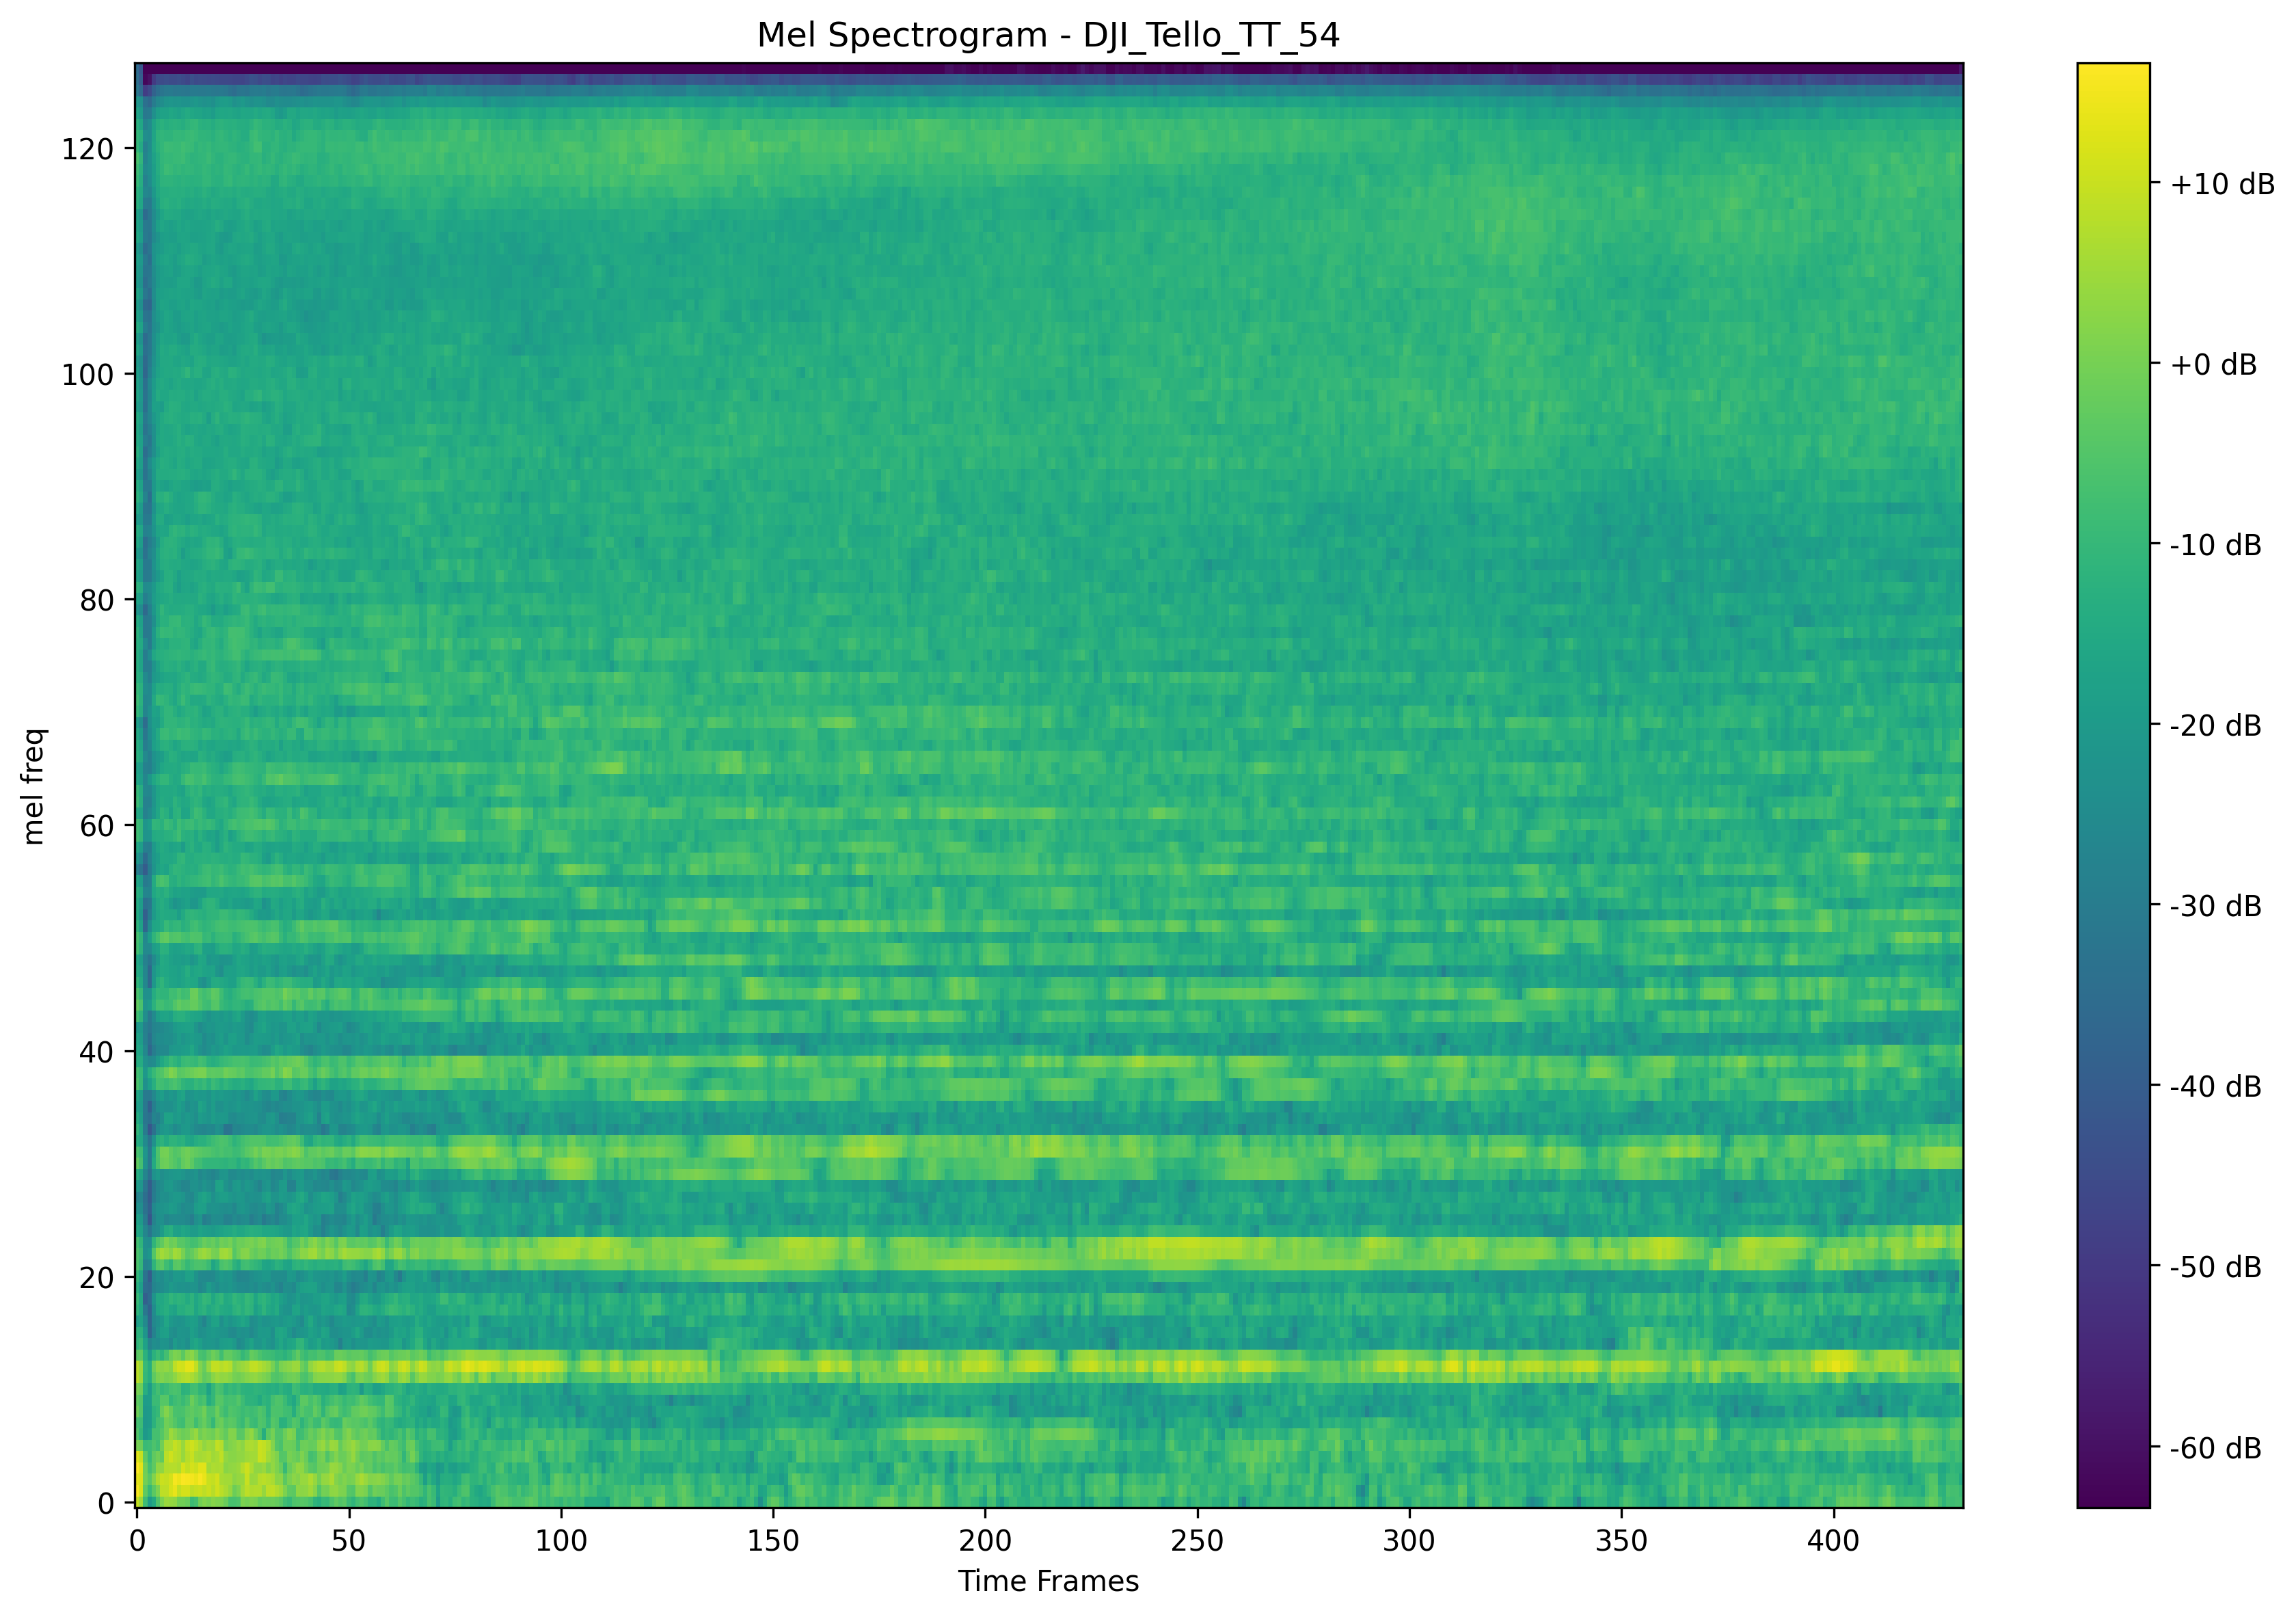 Mel Spectrogram - DJI_Tello_TT_54
mel freq
120
100
80
60
40
20
0
0 50 100 150 200 250 300 350 400
Time Frames
+10 dB
+0 dB
-10 dB
-20 dB
-30 dB
-40 dB
-50 dB
-60 dB